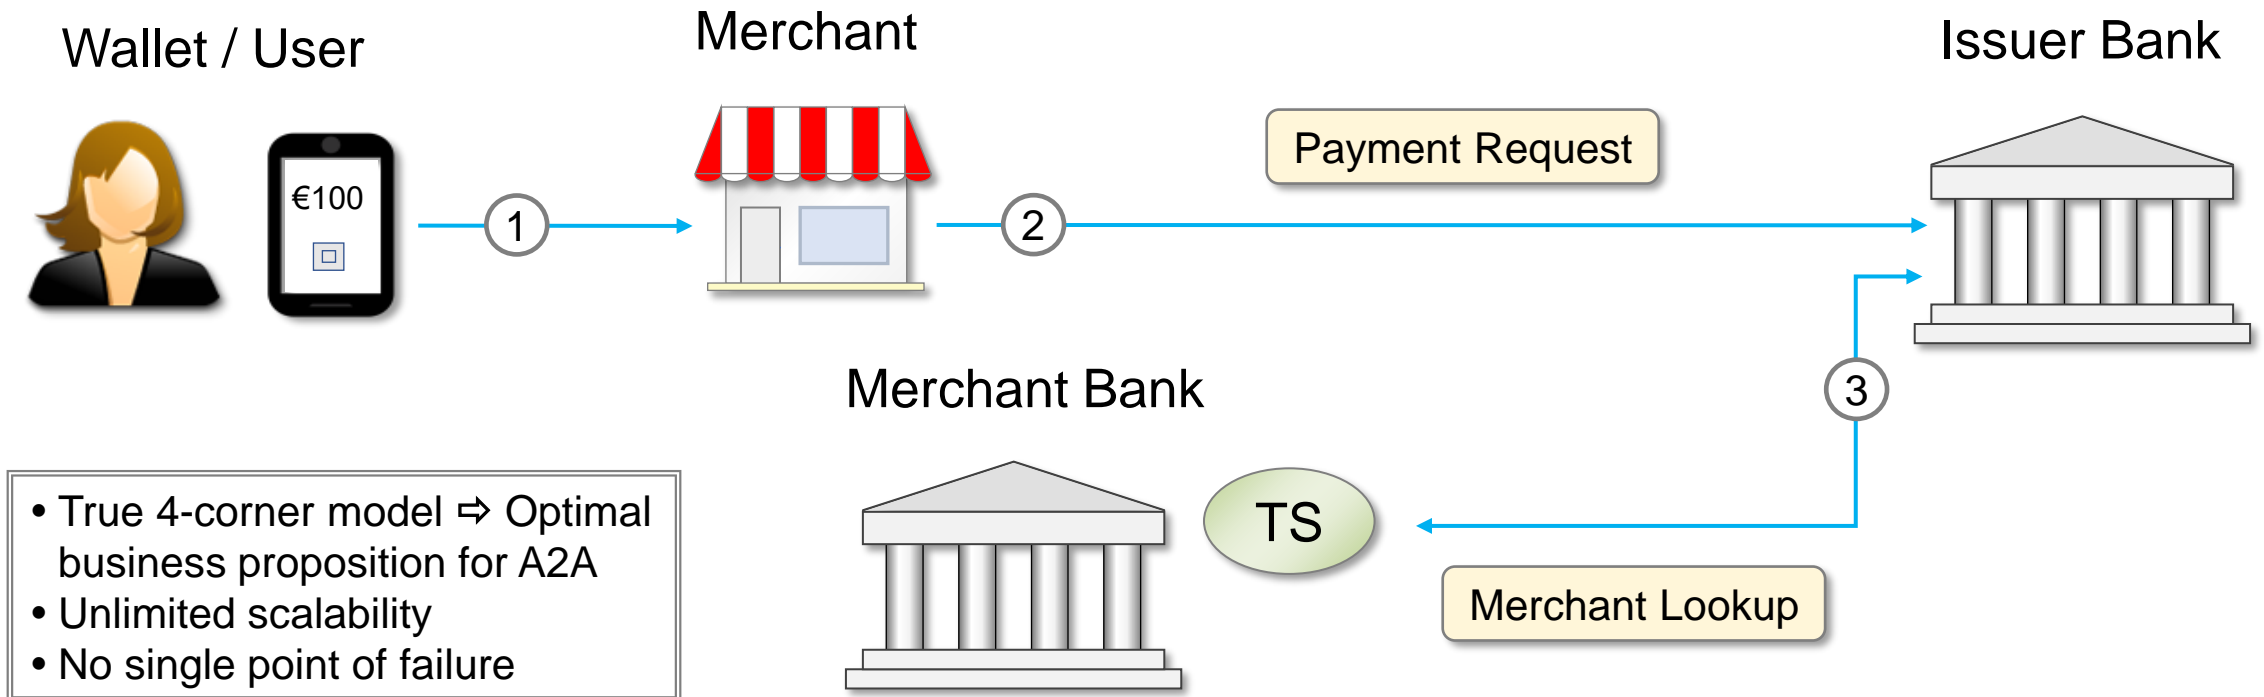 Wallet / User
Merchant
Issuer Bank
Payment Request
€100
1
2
3
Merchant Bank
TS
Merchant Lookup
• True 4-corner model ⇨ Optimal
business proposition for A2A
• Unlimited scalability
• No single point of failure